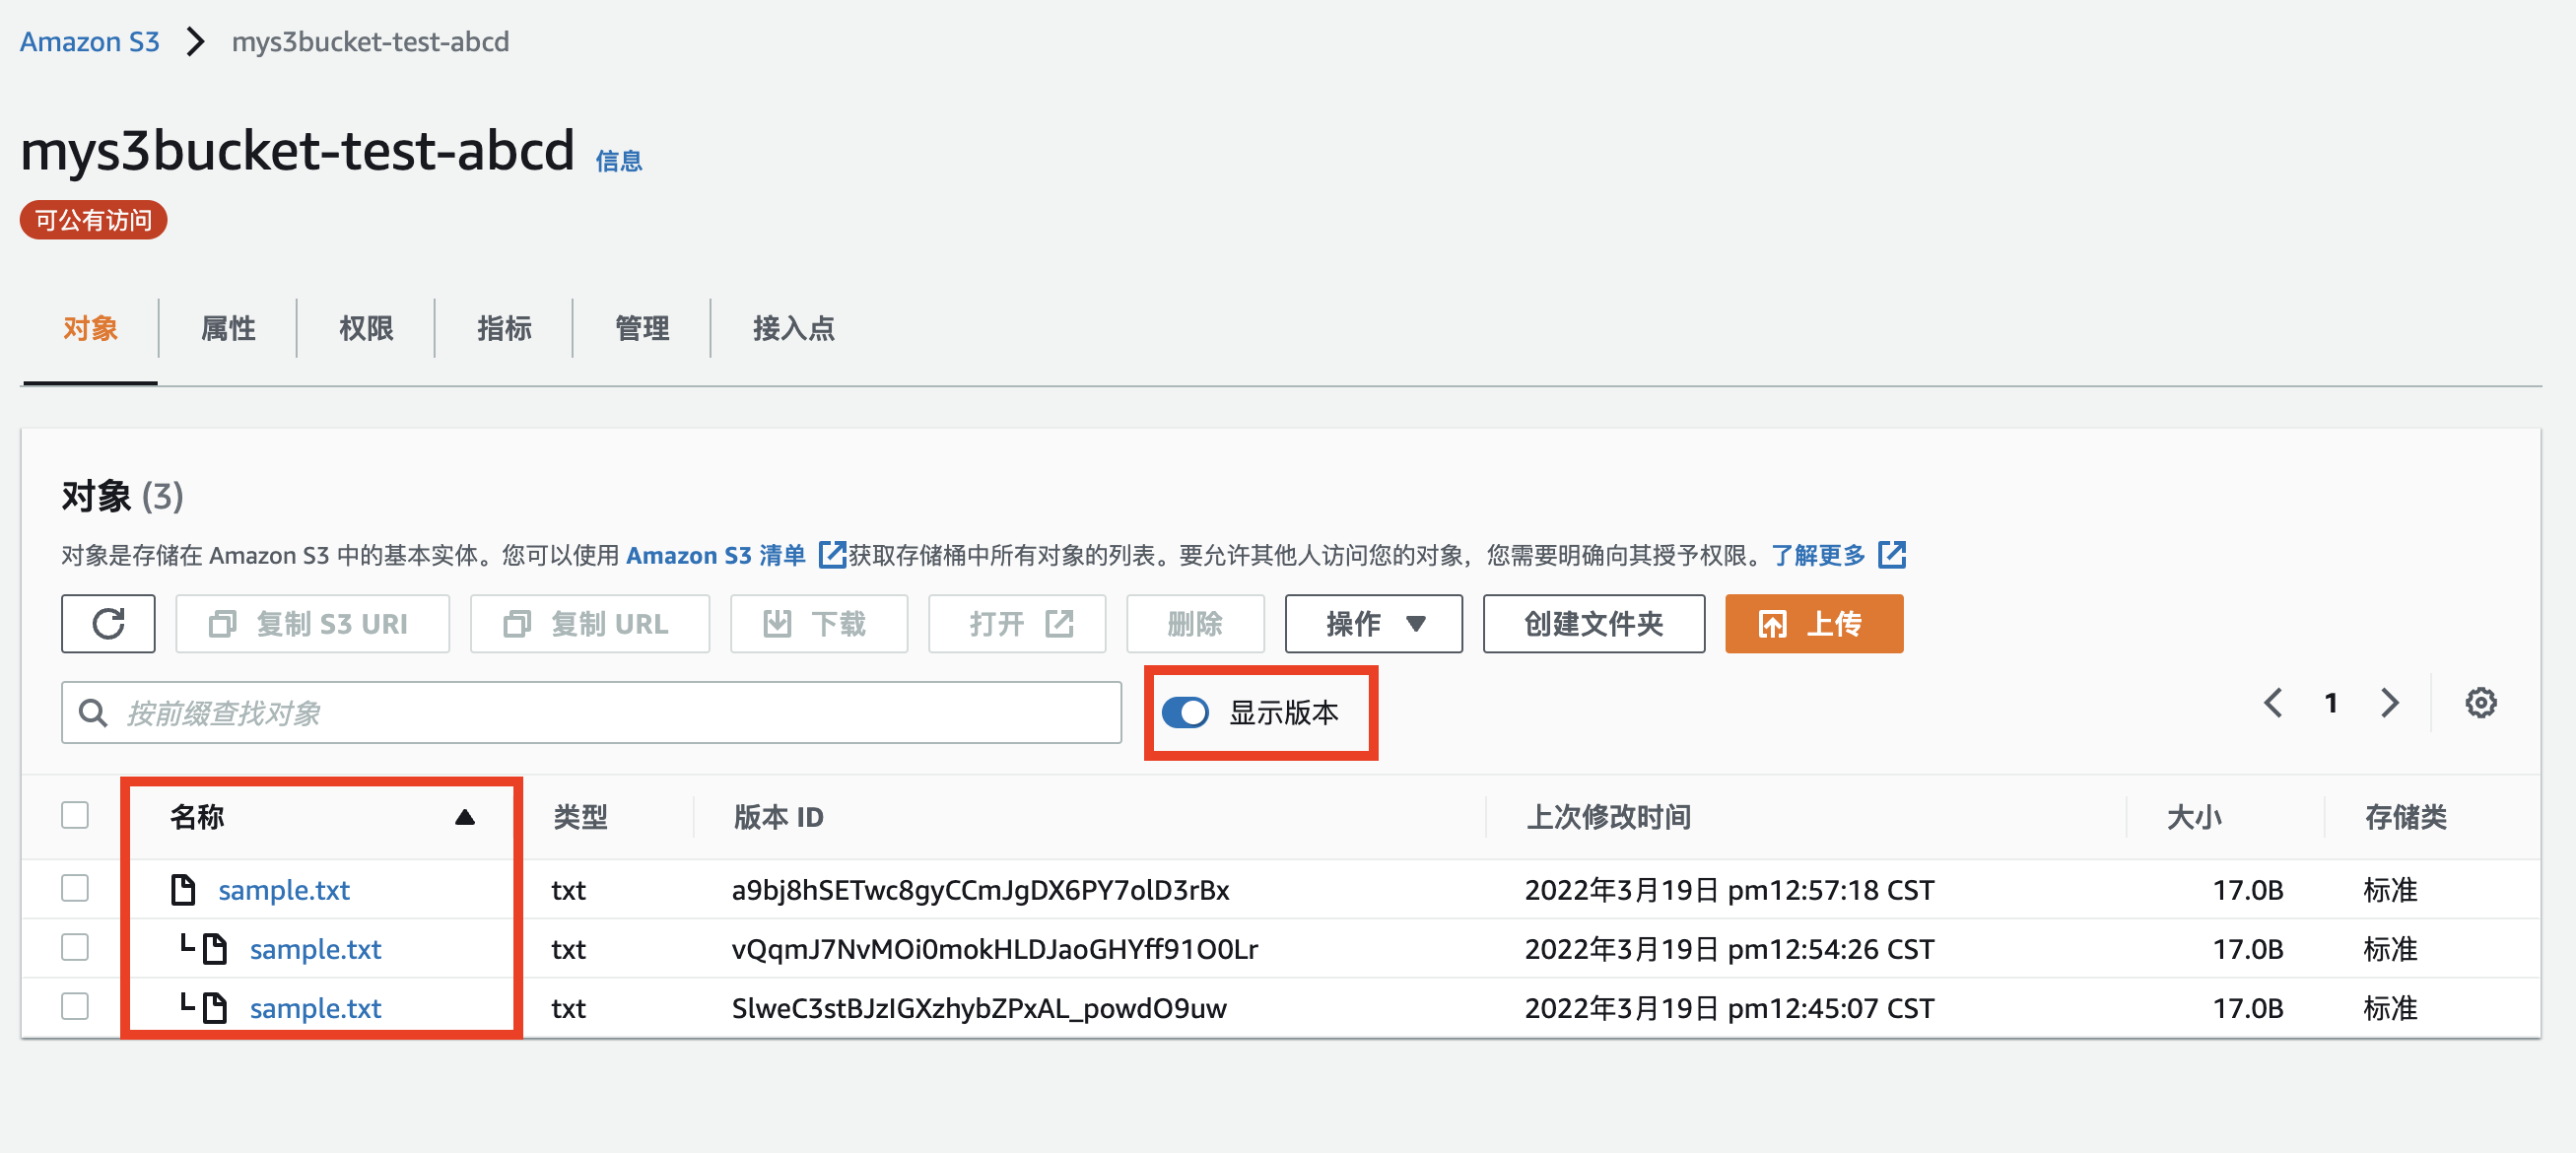 Amazon S3 > mys3bucket-test-abcd
mys3bucket-test-abcd 信息
可公有访问
对象 属性 权限 指标 管理 接入点
对象 (3)
对象是存储在 Amazon S3 中的基本实体。您可以使用 Amazon S3 清单 获取存储桶中所有对象的列表。要允许其他人访问您的对象，您需要明确向其授予权限。了解更多
复制 S3 URI 复制 URL 下载 打开 删除 操作 创建文件夹 上传
按前缀查找对象 显示版本 1
名称 类型 版本 ID 上次修改时间 大小 存储类
sample.txt txt a9bj8hSETwc8gyCCmJgDX6PY7olD3rBx 2022年3月19日 pm12:57:18 CST 17.0B 标准
sample.txt txt vQqmJ7NvMOi0mokHLDJaoGHYff91O0Lr 2022年3月19日 pm12:54:26 CST 17.0B 标准
sample.txt txt SlweC3stBJzIGXzhybZPxAL_powdO9uw 2022年3月19日 pm12:45:07 CST 17.0B 标准